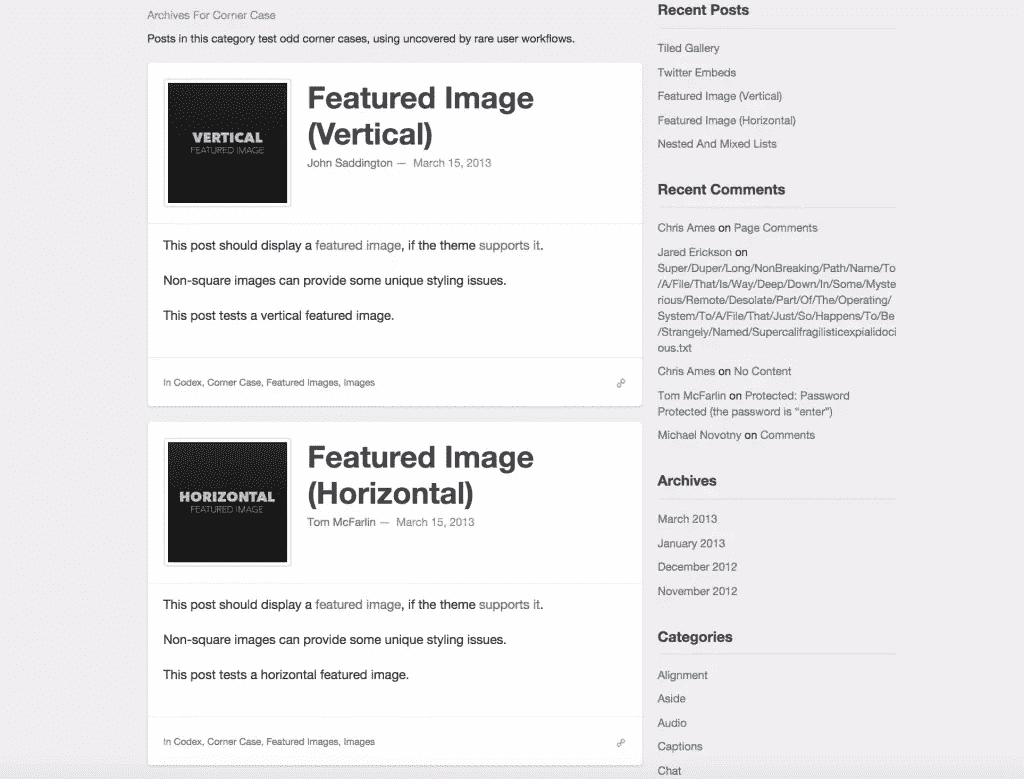 Archives For Corner Case
Posts in this category test odd corner cases, using uncovered by rare user workflows.
VERTICAL
FEATURED IMAGE
Featured Image
(Vertical)
John Saddington — March 15, 2013
This post should display a featured image, if the theme supports it.
Non-square images can provide some unique styling issues.
This post tests a vertical featured image.
In Codex, Corner Case, Featured Images, Images
HORIZONTAL
FEATURED IMAGE
Featured Image
(Horizontal)
Tom McFarlin — March 15, 2013
This post should display a featured image, if the theme supports it.
Non-square images can provide some unique styling issues.
This post tests a horizontal featured image.
In Codex, Corner Case, Featured Images, Images
Recent Posts
Tiled Gallery
Twitter Embeds
Featured Image (Vertical)
Featured Image (Horizontal)
Nested And Mixed Lists
Recent Comments
Chris Ames on Page Comments
Jared Erickson on
Super/Duper/Long/NonBreaking/Path/Name/To
/A/File/That/Is/Way/Deep/Down/In/Some/Myste
rious/Remote/Desolate/Part/Of/The/Operating/
System/To/A/File/That/Just/So/Happens/To/Be
/Strangely/Named/Supercalifragilisticexpialidoci
ous.txt
Chris Ames on No Content
Tom McFarlin on Protected: Password
Protected (the password is “enter”)
Michael Novotny on Comments
Archives
March 2013
January 2013
December 2012
November 2012
Categories
Alignment
Aside
Audio
Captions
Chat